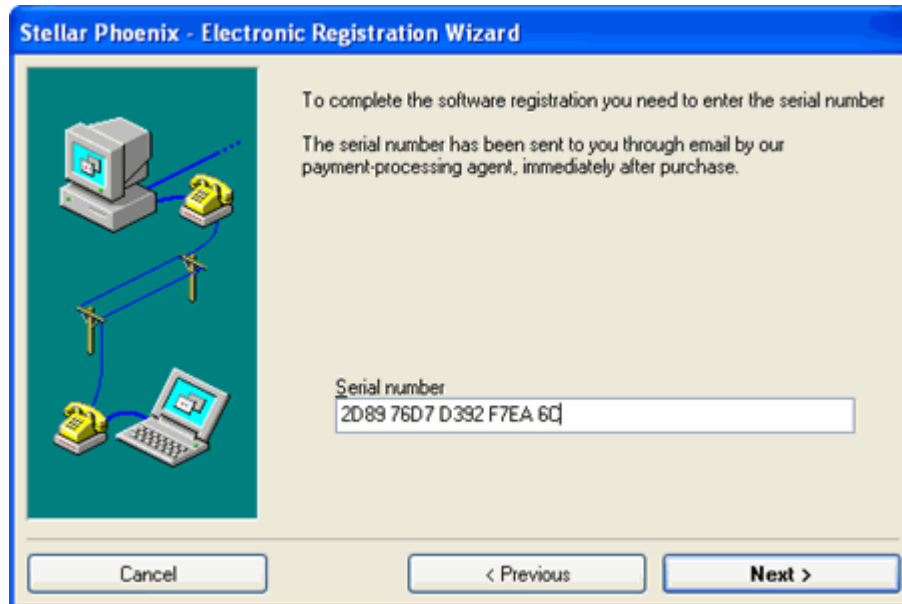 Stellar Phoenix - Electronic Registration Wizard
To complete the software registration you need to enter the serial number
The serial number has been sent to you through email by our
payment-processing agent, immediately after purchase.
Serial number
2D89 76D7 D392 F7EA 6C
Cancel
< Previous
Next >